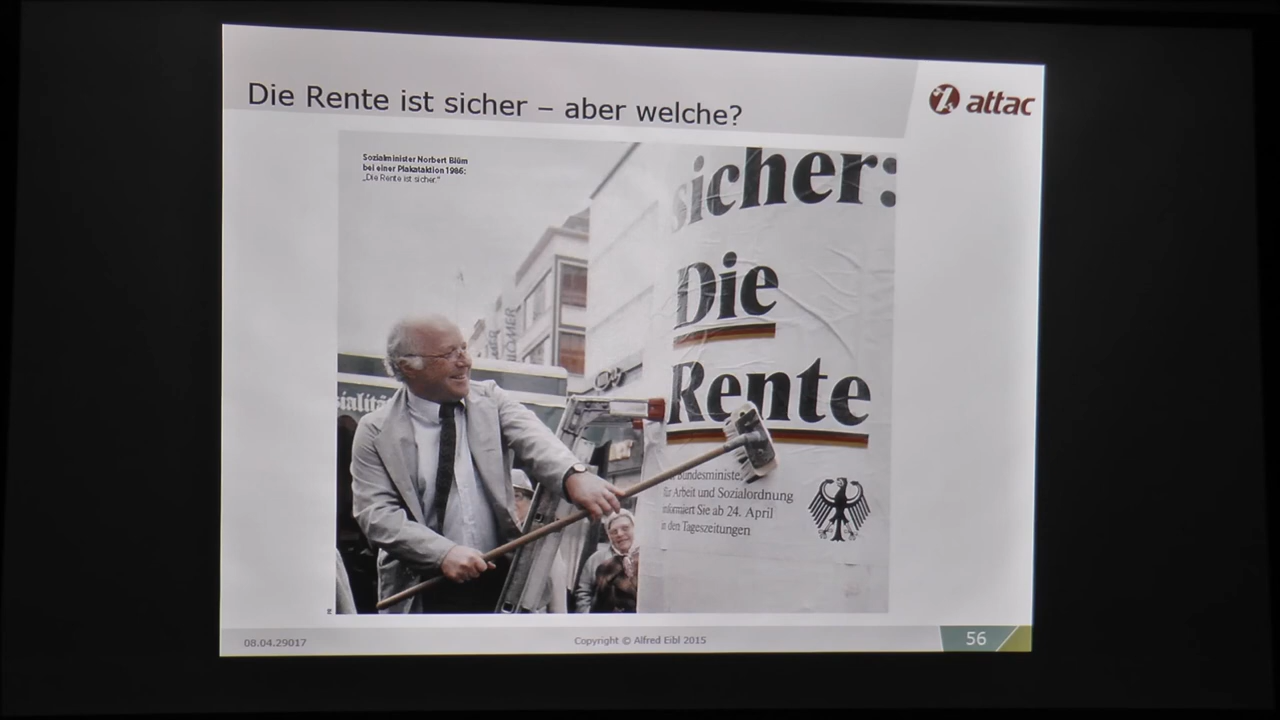 Die Rente ist sicher – aber welche?
attac
Sozialminister Norbert Blüm
bei einer Plakataktion 1986:
„Die Rente ist sicher.“
sicher:
Die
Rente
Bundesminister
für Arbeit und Sozialordnung
informiert Sie ab 24. April
in den Tageszeitungen
08.04.29017
Copyright © Alfred Eibl 2015
56